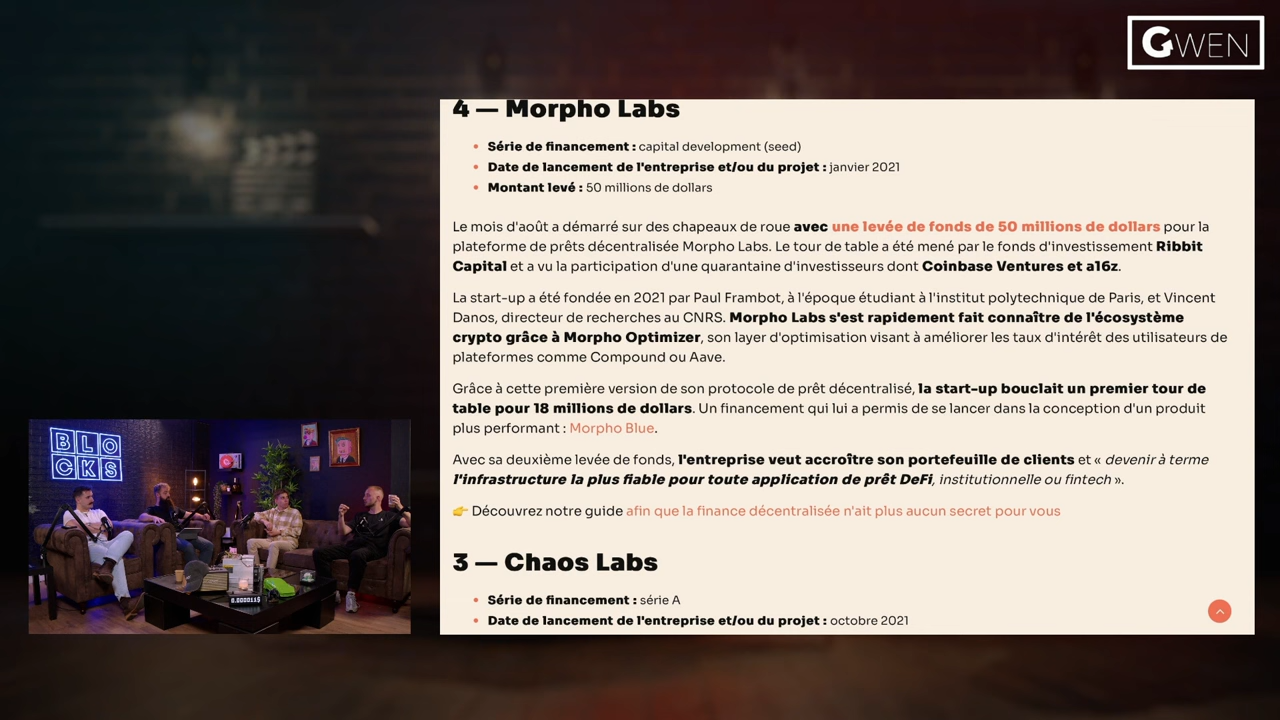 GWEN
4 — Morpho Labs
• Série de financement : capital development (seed)
• Date de lancement de l'entreprise et/ou du projet : janvier 2021
• Montant levé : 50 millions de dollars
Le mois d'août a démarré sur des chapeaux de roue avec une levée de fonds de 50 millions de dollars pour la
plateforme de prêts décentralisée Morpho Labs. Le tour de table a été mené par le fonds d'investissement Ribbit
Capital et a vu la participation d'une quarantaine d'investisseurs dont Coinbase Ventures et a16z.
La start-up a été fondée en 2021 par Paul Frambot, à l'époque étudiant à l'institut polytechnique de Paris, et Vincent
Danos, directeur de recherches au CNRS. Morpho Labs s'est rapidement fait connaître de l'écosystème
crypto grâce à Morpho Optimizer, son layer d'optimisation visant à améliorer les taux d'intérêt des utilisateurs de
plateformes comme Compound ou Aave.
Grâce à cette première version de son protocole de prêt décentralisé, la start-up bouclait un premier tour de
table pour 18 millions de dollars. Un financement qui lui a permis de se lancer dans la conception d'un produit
plus performant : Morpho Blue.
Avec sa deuxième levée de fonds, l'entreprise veut accroître son portefeuille de clients et « devenir à terme
l'infrastructure la plus fiable pour toute application de prêt DeFi, institutionnelle ou fintech ».
👉 Découvrez notre guide afin que la finance décentralisée n'ait plus aucun secret pour vous
3 — Chaos Labs
• Série de financement : série A
• Date de lancement de l'entreprise et/ou du projet : octobre 2021
BLO
CKS